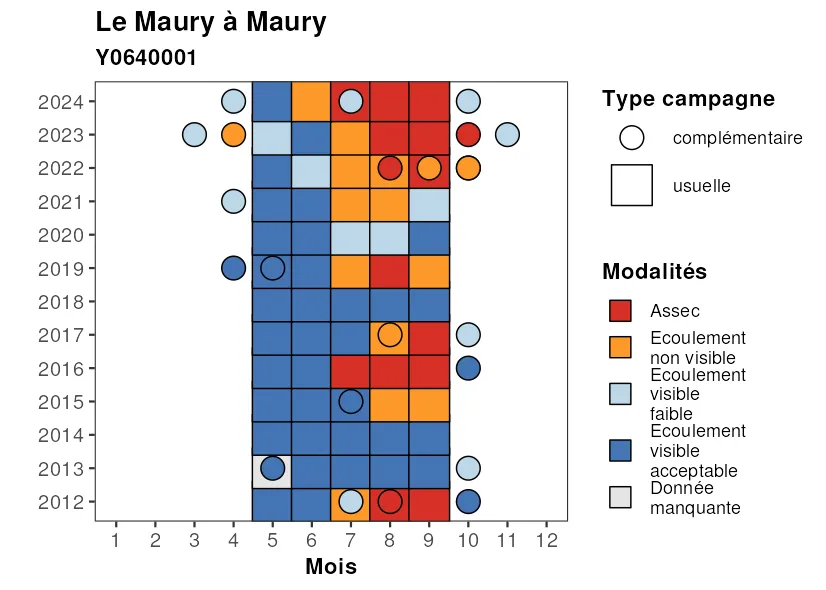 Le Maury à Maury
Y0640001
2024
2023
2022
2021
2020
2019
2018
2017
2016
2015
2014
2013
2012
1 2 3 4 5 6 7 8 9 10 11 12
Mois
Type campagne
complémentaire
usuelle
Modalités
Assec
Ecoulement
non visible
Ecoulement
visible
faible
Ecoulement
visible
acceptable
Donnée
manquante